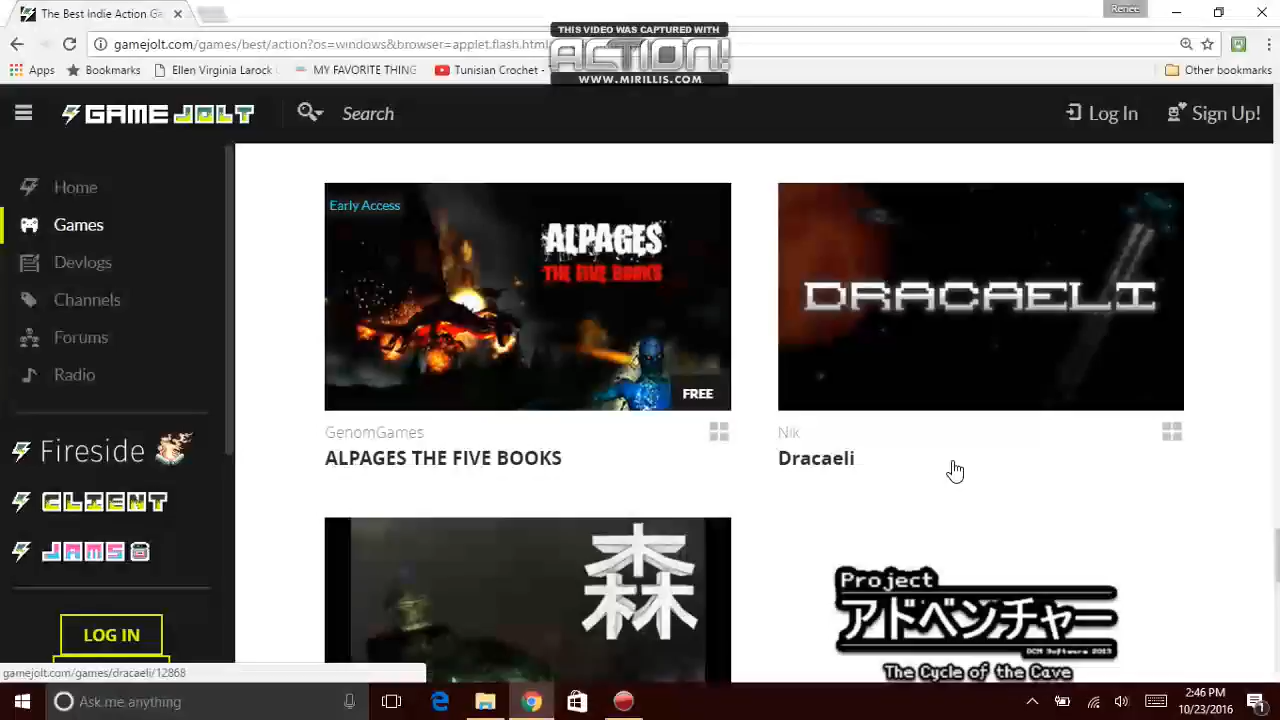 The Best Indie Action Ga
Renee
gamejolt.com/games/best/action?os=windows&browser=applet.flash.html
THIS VIDEO WAS CAPTURED WITH
ACTION!
WWW.MIRILLIS.COM
Apps
Bookmarks
Ellen Virginia Larock
MY FAVORITE THING
Tunisian Crochet - T
Other bookmarks
GAME JOLT
Search
Log In
Sign Up!
Home
Games
Devlogs
Channels
Forums
Radio
Fireside
CLIENT
JAMS
LOG IN
Early Access
ALPAGES
THE FIVE BOOKS
FREE
GenomGames
ALPAGES THE FIVE BOOKS
DRACAELI
Nik
Dracaeli
森
Project
アドベンチャー
DCM Software 2013
The Cycle of the Cave
gamejolt.com/games/dracaeli/12868
Ask me anything
2:46 PM
10/23/2016